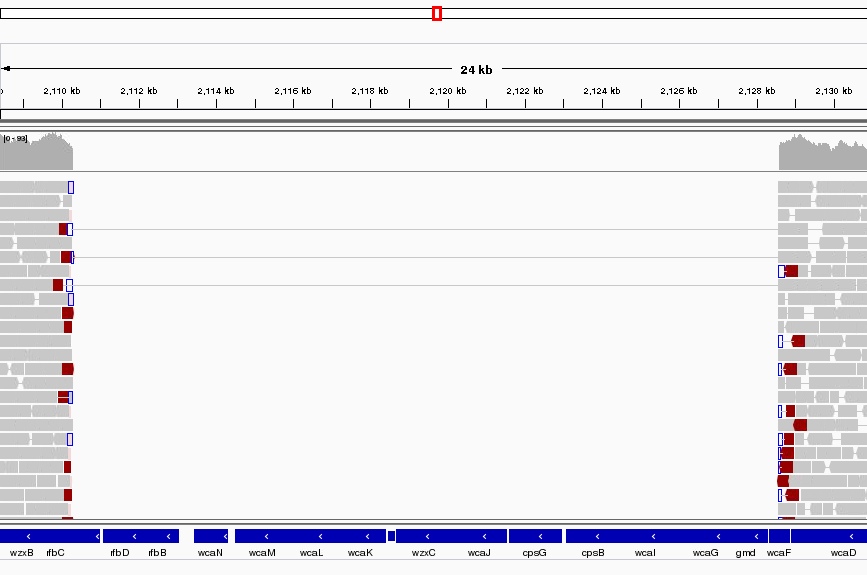 24 kb
2,110 kb 2,112 kb 2,114 kb 2,116 kb 2,118 kb 2,120 kb 2,122 kb 2,124 kb 2,126 kb 2,128 kb 2,130 kb
[0 - 93]
wzxB rfbC rfbD rfbB wcaN wcaM wcaL wcaK wzxC wcaJ cpsG cpsB wcaI wcaG gmd wcaF wcaD